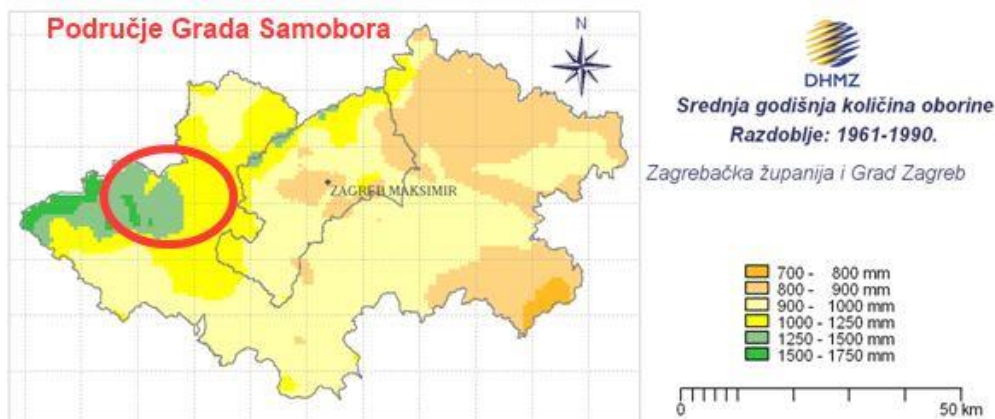 Područje Grada Samobora
N
ZAGREB MAKSIMIR
DHMZ
Srednja godišnja količina oborine
Razdoblje: 1961-1990.
Zagrebačka županija i Grad Zagreb
700 - 800 mm
800 - 900 mm
900 - 1000 mm
1000 - 1250 mm
1250 - 1500 mm
1500 - 1750 mm
0 50 km